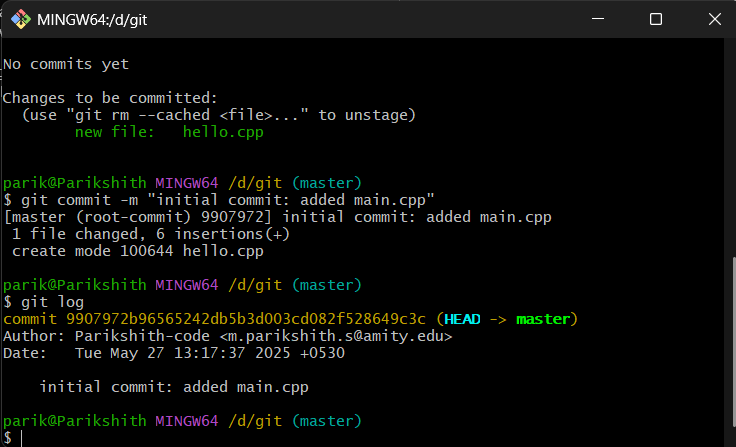 MINGW64:/d/git
No commits yet
Changes to be committed:
  (use "git rm --cached <file>..." to unstage)
        new file:   hello.cpp
parik@Parikshith MINGW64 /d/git (master)
$ git commit -m "initial commit: added main.cpp"
[master (root-commit) 9907972] initial commit: added main.cpp
 1 file changed, 6 insertions(+)
 create mode 100644 hello.cpp
parik@Parikshith MINGW64 /d/git (master)
$ git log
commit 9907972b96565242db5b3d003cd082f528649c3c (HEAD -> master)
Author: Parikshith-code <m.parikshith.s@amity.edu>
Date:   Tue May 27 13:17:37 2025 +0530
    initial commit: added main.cpp
parik@Parikshith MINGW64 /d/git (master)
$